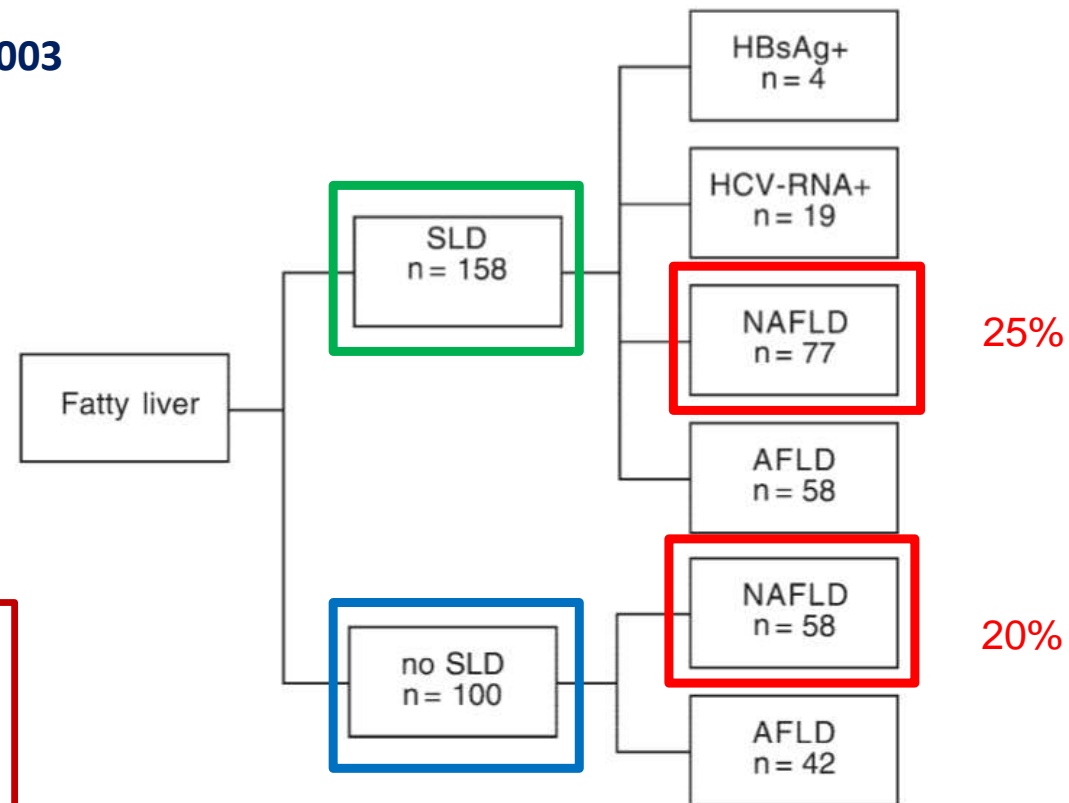 003
HBsAg+
n = 4
HCV-RNA+
n = 19
SLD
n = 158
NAFLD
n = 77
25%
Fatty liver
AFLD
n = 58
NAFLD
n = 58
20%
no SLD
n = 100
AFLD
n = 42